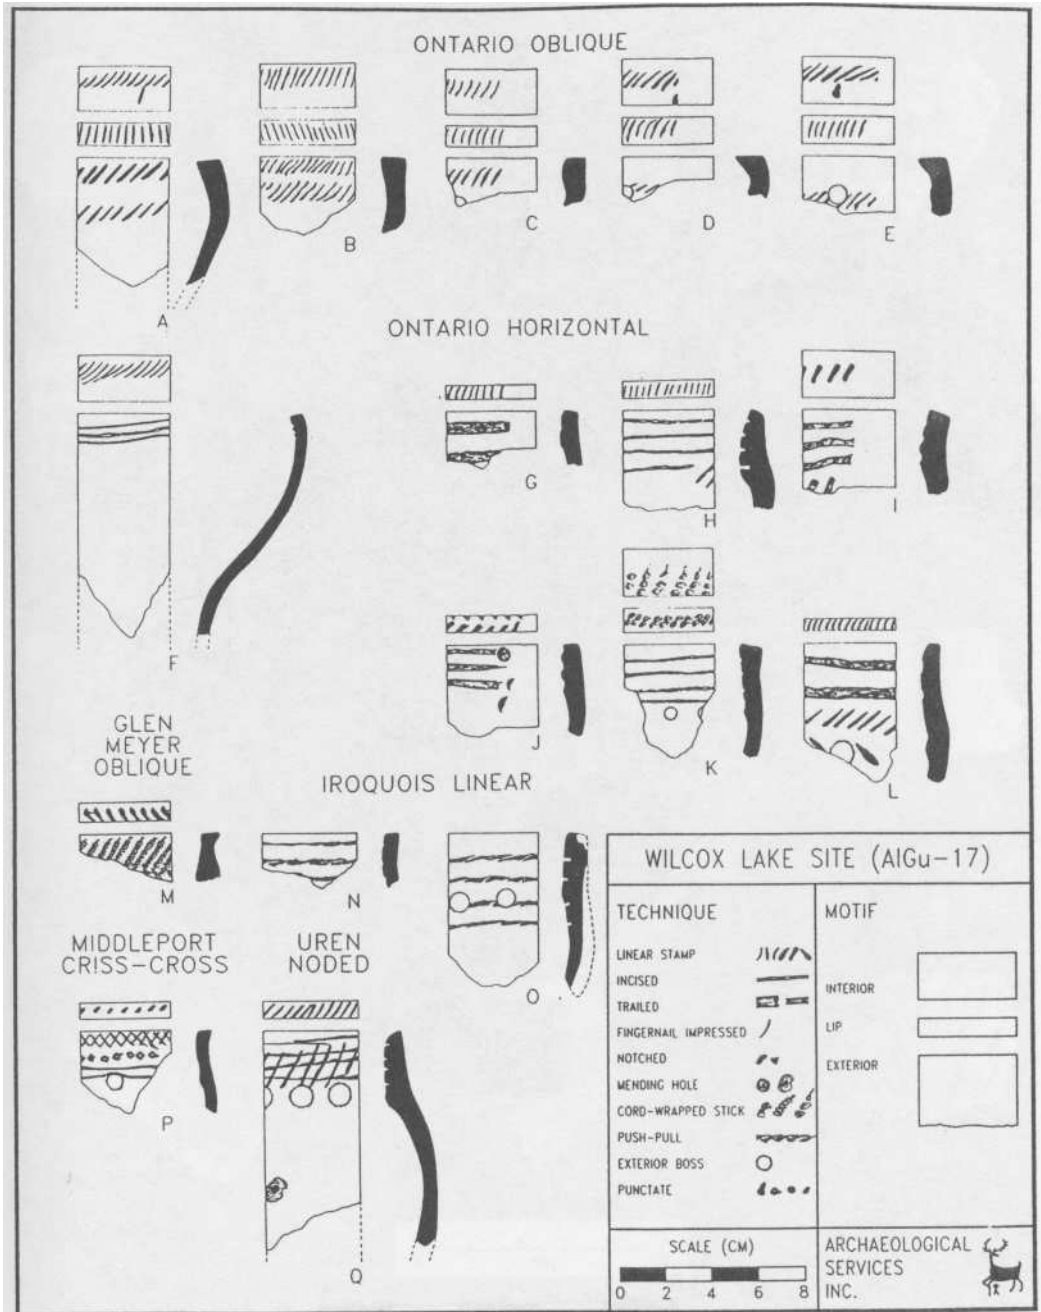 ONTARIO OBLIQUE
A
B
C
D
E
ONTARIO HORIZONTAL
F
G
H
I
J
K
L
GLEN
MEYER
OBLIQUE
IROQUOIS LINEAR
M
N
O
MIDDLEPORT
CRISS-CROSS
UREN
NODED
P
Q
WILCOX LAKE SITE (AlGu-17)
TECHNIQUE
LINEAR STAMP
INCISED
TRAILED
FINGERNAIL IMPRESSED
NOTCHED
MENDING HOLE
CORD-WRAPPED STICK
PUSH-PULL
EXTERIOR BOSS
PUNCTATE
MOTIF
INTERIOR
LIP
EXTERIOR
SCALE (CM)
0 2 4 6 8
ARCHAEOLOGICAL
SERVICES
INC.